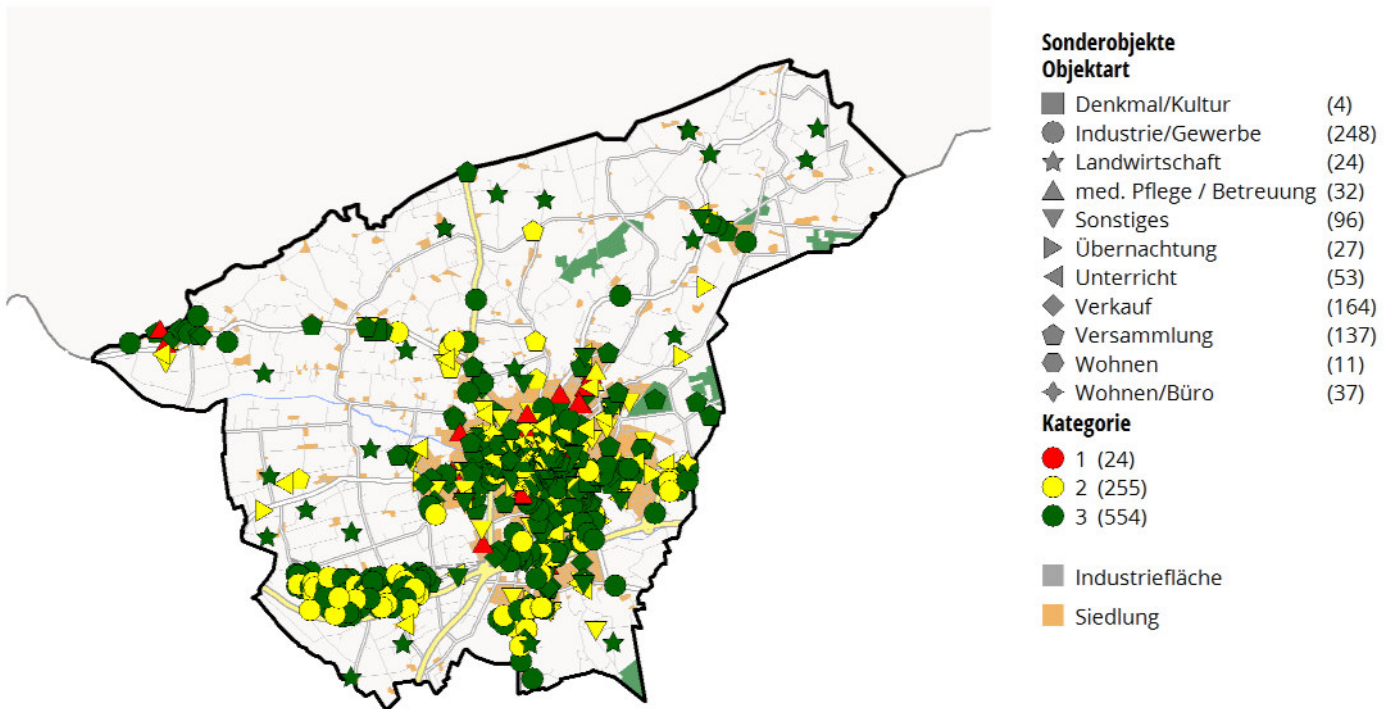 Sonderobjekte
Objektart
Denkmal/Kultur (4)
Industrie/Gewerbe (248)
Landwirtschaft (24)
med. Pflege / Betreuung (32)
Sonstiges (96)
Übernachtung (27)
Unterricht (53)
Verkauf (164)
Versammlung (137)
Wohnen (11)
Wohnen/Büro (37)
Kategorie
1 (24)
2 (255)
3 (554)
Industriefläche
Siedlung